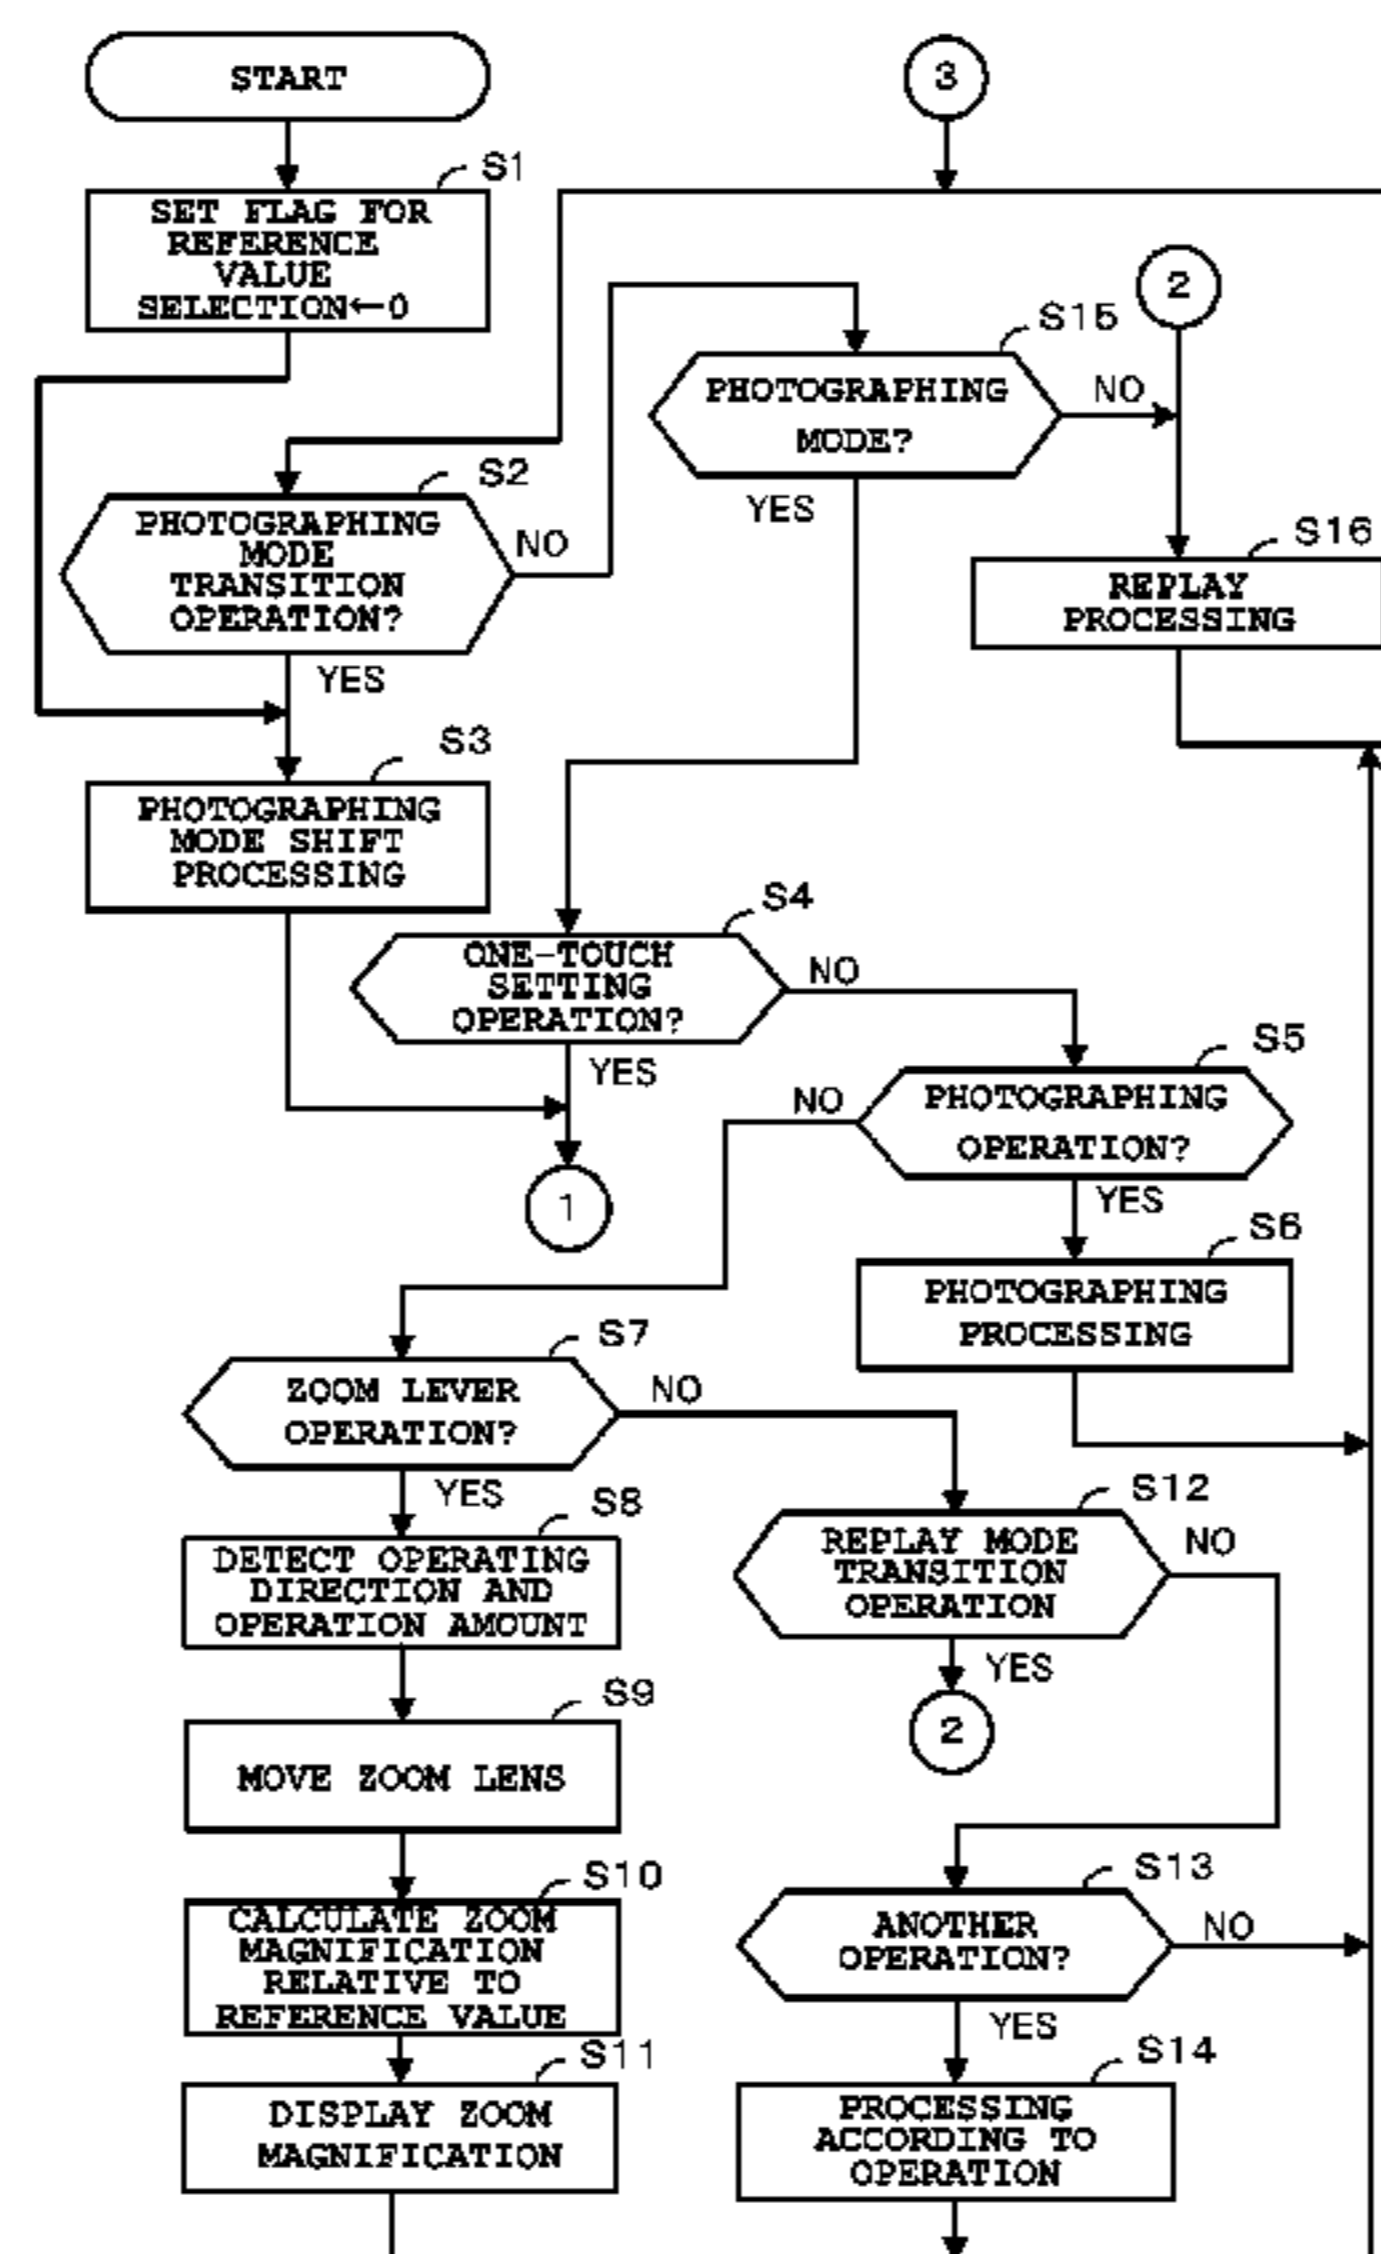 START
3
S1
SET FLAG FOR
REFERENCE
VALUE
SELECTION←0
2
S15
PHOTOGRAPHING
MODE?
NO
YES
S2
PHOTOGRAPHING
MODE
TRANSITION
OPERATION?
NO
YES
S16
REPLAY
PROCESSING
S3
PHOTOGRAPHING
MODE SHIFT
PROCESSING
S4
ONE-TOUCH
SETTING
OPERATION?
NO
YES
1
S5
PHOTOGRAPHING
OPERATION?
NO
YES
S6
PHOTOGRAPHING
PROCESSING
S7
ZOOM LEVER
OPERATION?
NO
YES
S8
DETECT OPERATING
DIRECTION AND
OPERATION AMOUNT
S12
REPLAY MODE
TRANSITION
OPERATION
NO
YES
2
S9
MOVE ZOOM LENS
S10
CALCULATE ZOOM
MAGNIFICATION
RELATIVE TO
REFERENCE VALUE
S13
ANOTHER
OPERATION?
NO
YES
S11
DISPLAY ZOOM
MAGNIFICATION
S14
PROCESSING
ACCORDING TO
OPERATION